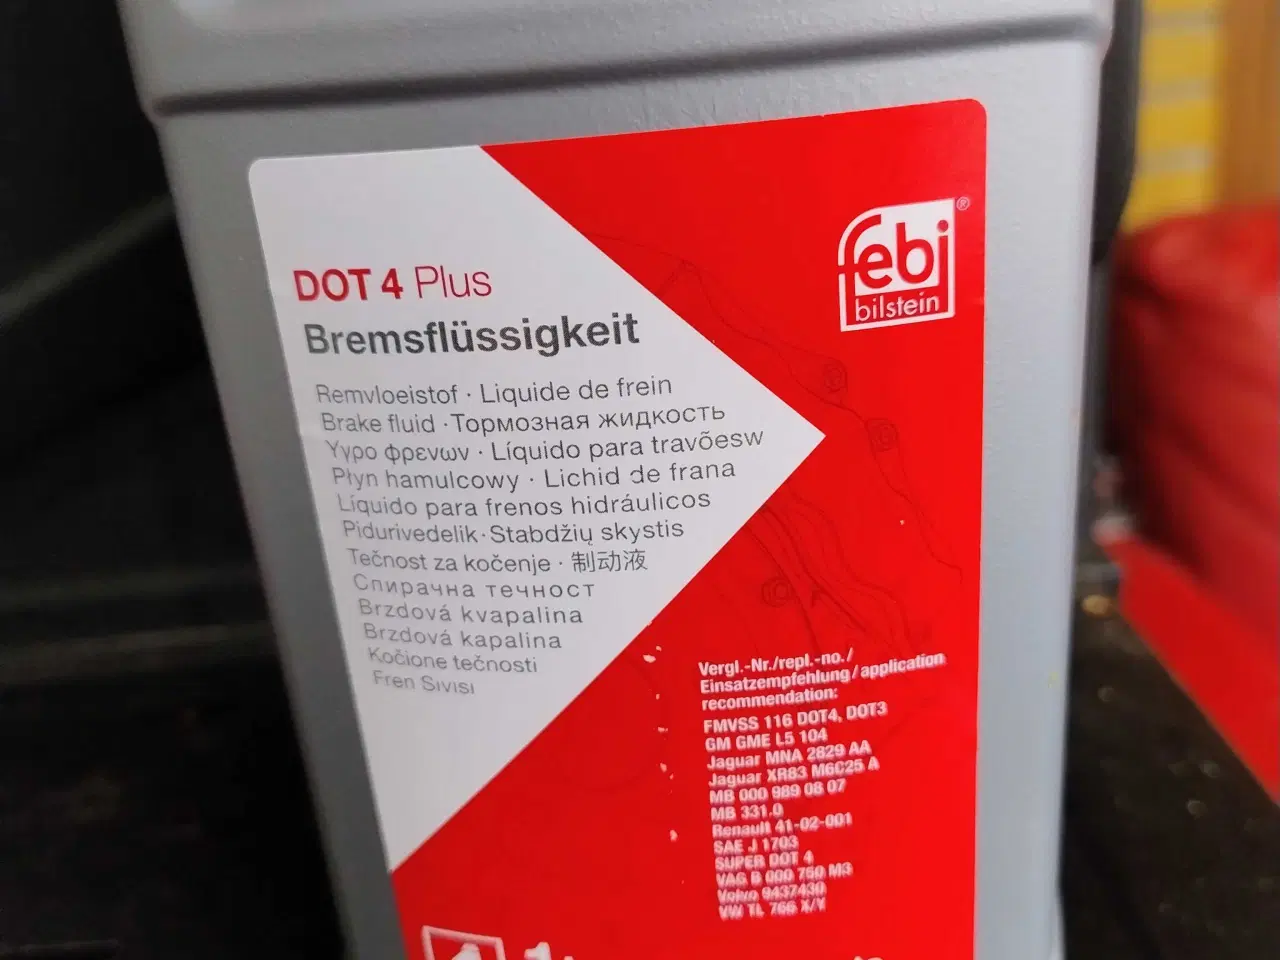 febi®
bilstein
DOT 4 Plus
Bremsflüssigkeit
Remvloeistof · Liquide de frein
Brake fluid · Тормозная жидкость
Υγρο φρενων · Líquido para travõesw
Płyn hamulcowy · Lichid de frana
Líquido para frenos hidráulicos
Pidurivedelik · Stabdžių skystis
Tečnost za kočenje · 制动液
Спирачна течност
Brzdová kvapalina
Brzdová kapalina
Kočione tečnosti
Fren Sıvısı
Vergl.-Nr./repl.-no./
Einsatzempfehlung/application
recommendation:
FMVSS 116 DOT4, DOT3
GM GME L5 104
Jaguar MNA 2829 AA
Jaguar XR83 M6C25 A
MB 000 989 08 07
MB 331.0
Renault 41-02-001
SAE J 1703
SUPER DOT 4
VAG B 000 750 M3
Volvo 9437430
VW TL 766 X/Y